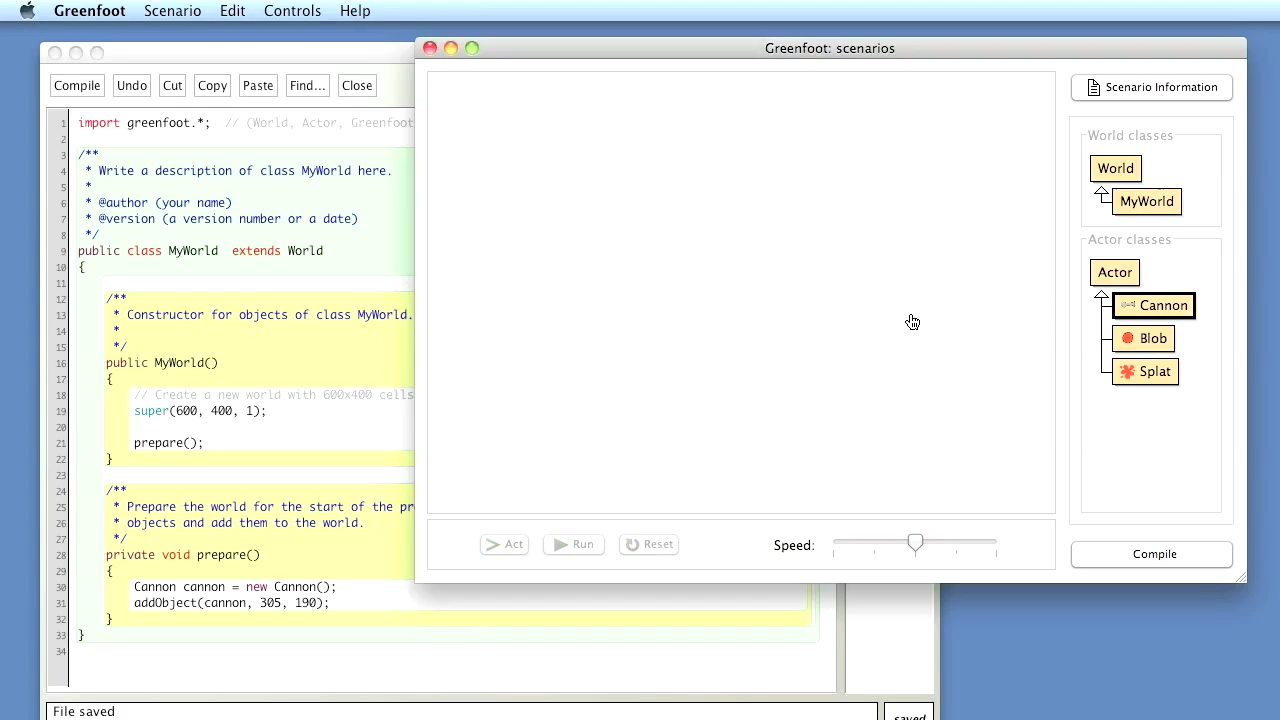 Greenfoot Scenario Edit Controls Help
Greenfoot: scenarios
Compile Undo Cut Copy Paste Find... Close
1 import greenfoot.*; // (World, Actor, Greenfoot
2
3 /**
4 * Write a description of class MyWorld here.
5 *
6 * @author (your name)
7 * @version (a version number or a date)
8 */
9 public class MyWorld extends World
10 {
11
12 /**
13 * Constructor for objects of class MyWorld.
14 *
15 */
16 public MyWorld()
17 {
18 // Create a new world with 600x400 cells
19 super(600, 400, 1);
20
21 prepare();
22 }
23
24 /**
25 * Prepare the world for the start of the pr
26 * objects and add them to the world.
27 */
28 private void prepare()
29 {
30 Cannon cannon = new Cannon();
31 addObject(cannon, 305, 190);
32 }
33 }
34
File saved
saved
Scenario Information
World classes
World
MyWorld
Actor classes
Actor
Cannon
Blob
Splat
Act Run Reset Speed:
Compile